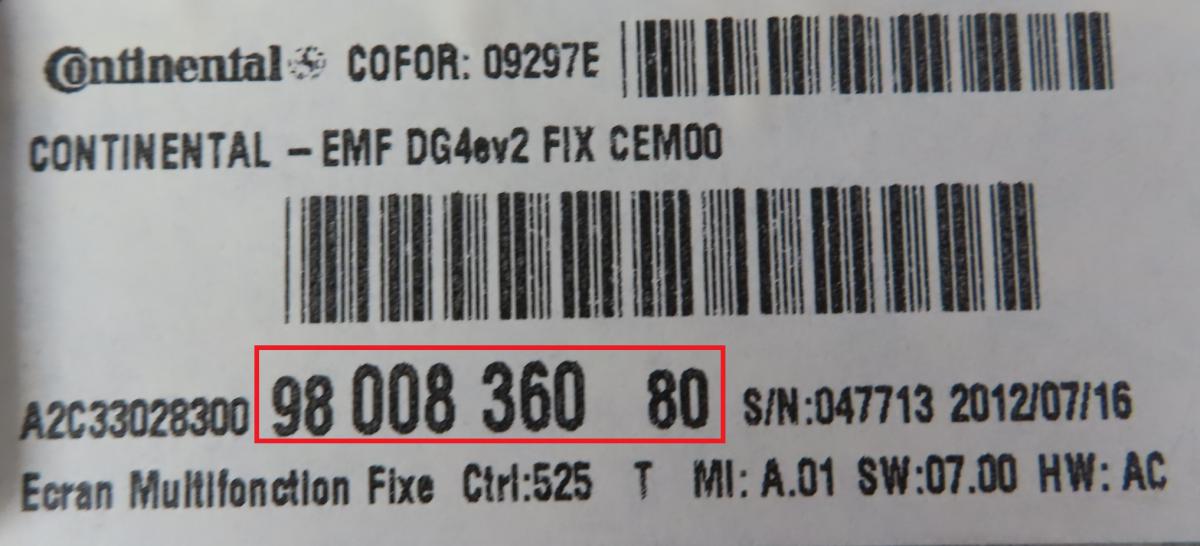 Continental COFOR: 09297E
CONTINENTAL – EMF DG4ev2 FIX CEM00
A2C33028300 98 008 360 80 S/N:047713 2012/07/16
Ecran Multifonction Fixe Ctrl:525 T MI: A.01 SW:07.00 HW: AC